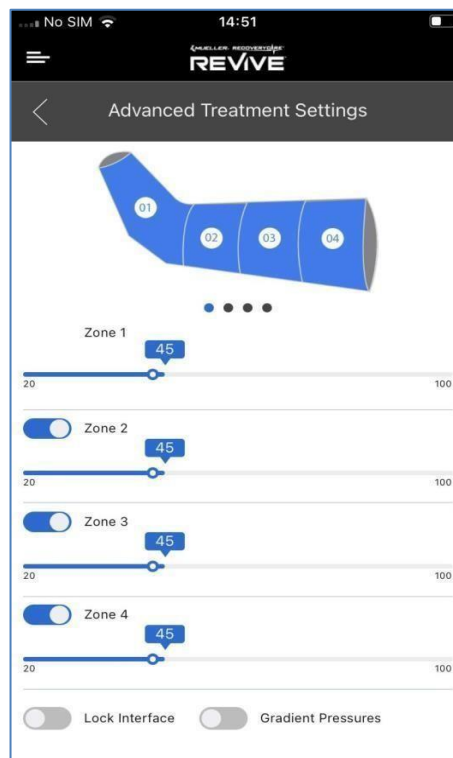 No SIM 14:51
MUELLER RECOVERYCARE
REVIVE
Advanced Treatment Settings
01
02 03 04
Zone 1
45
20 100
Zone 2
45
20 100
Zone 3
45
20 100
Zone 4
45
20 100
Lock Interface Gradient Pressures